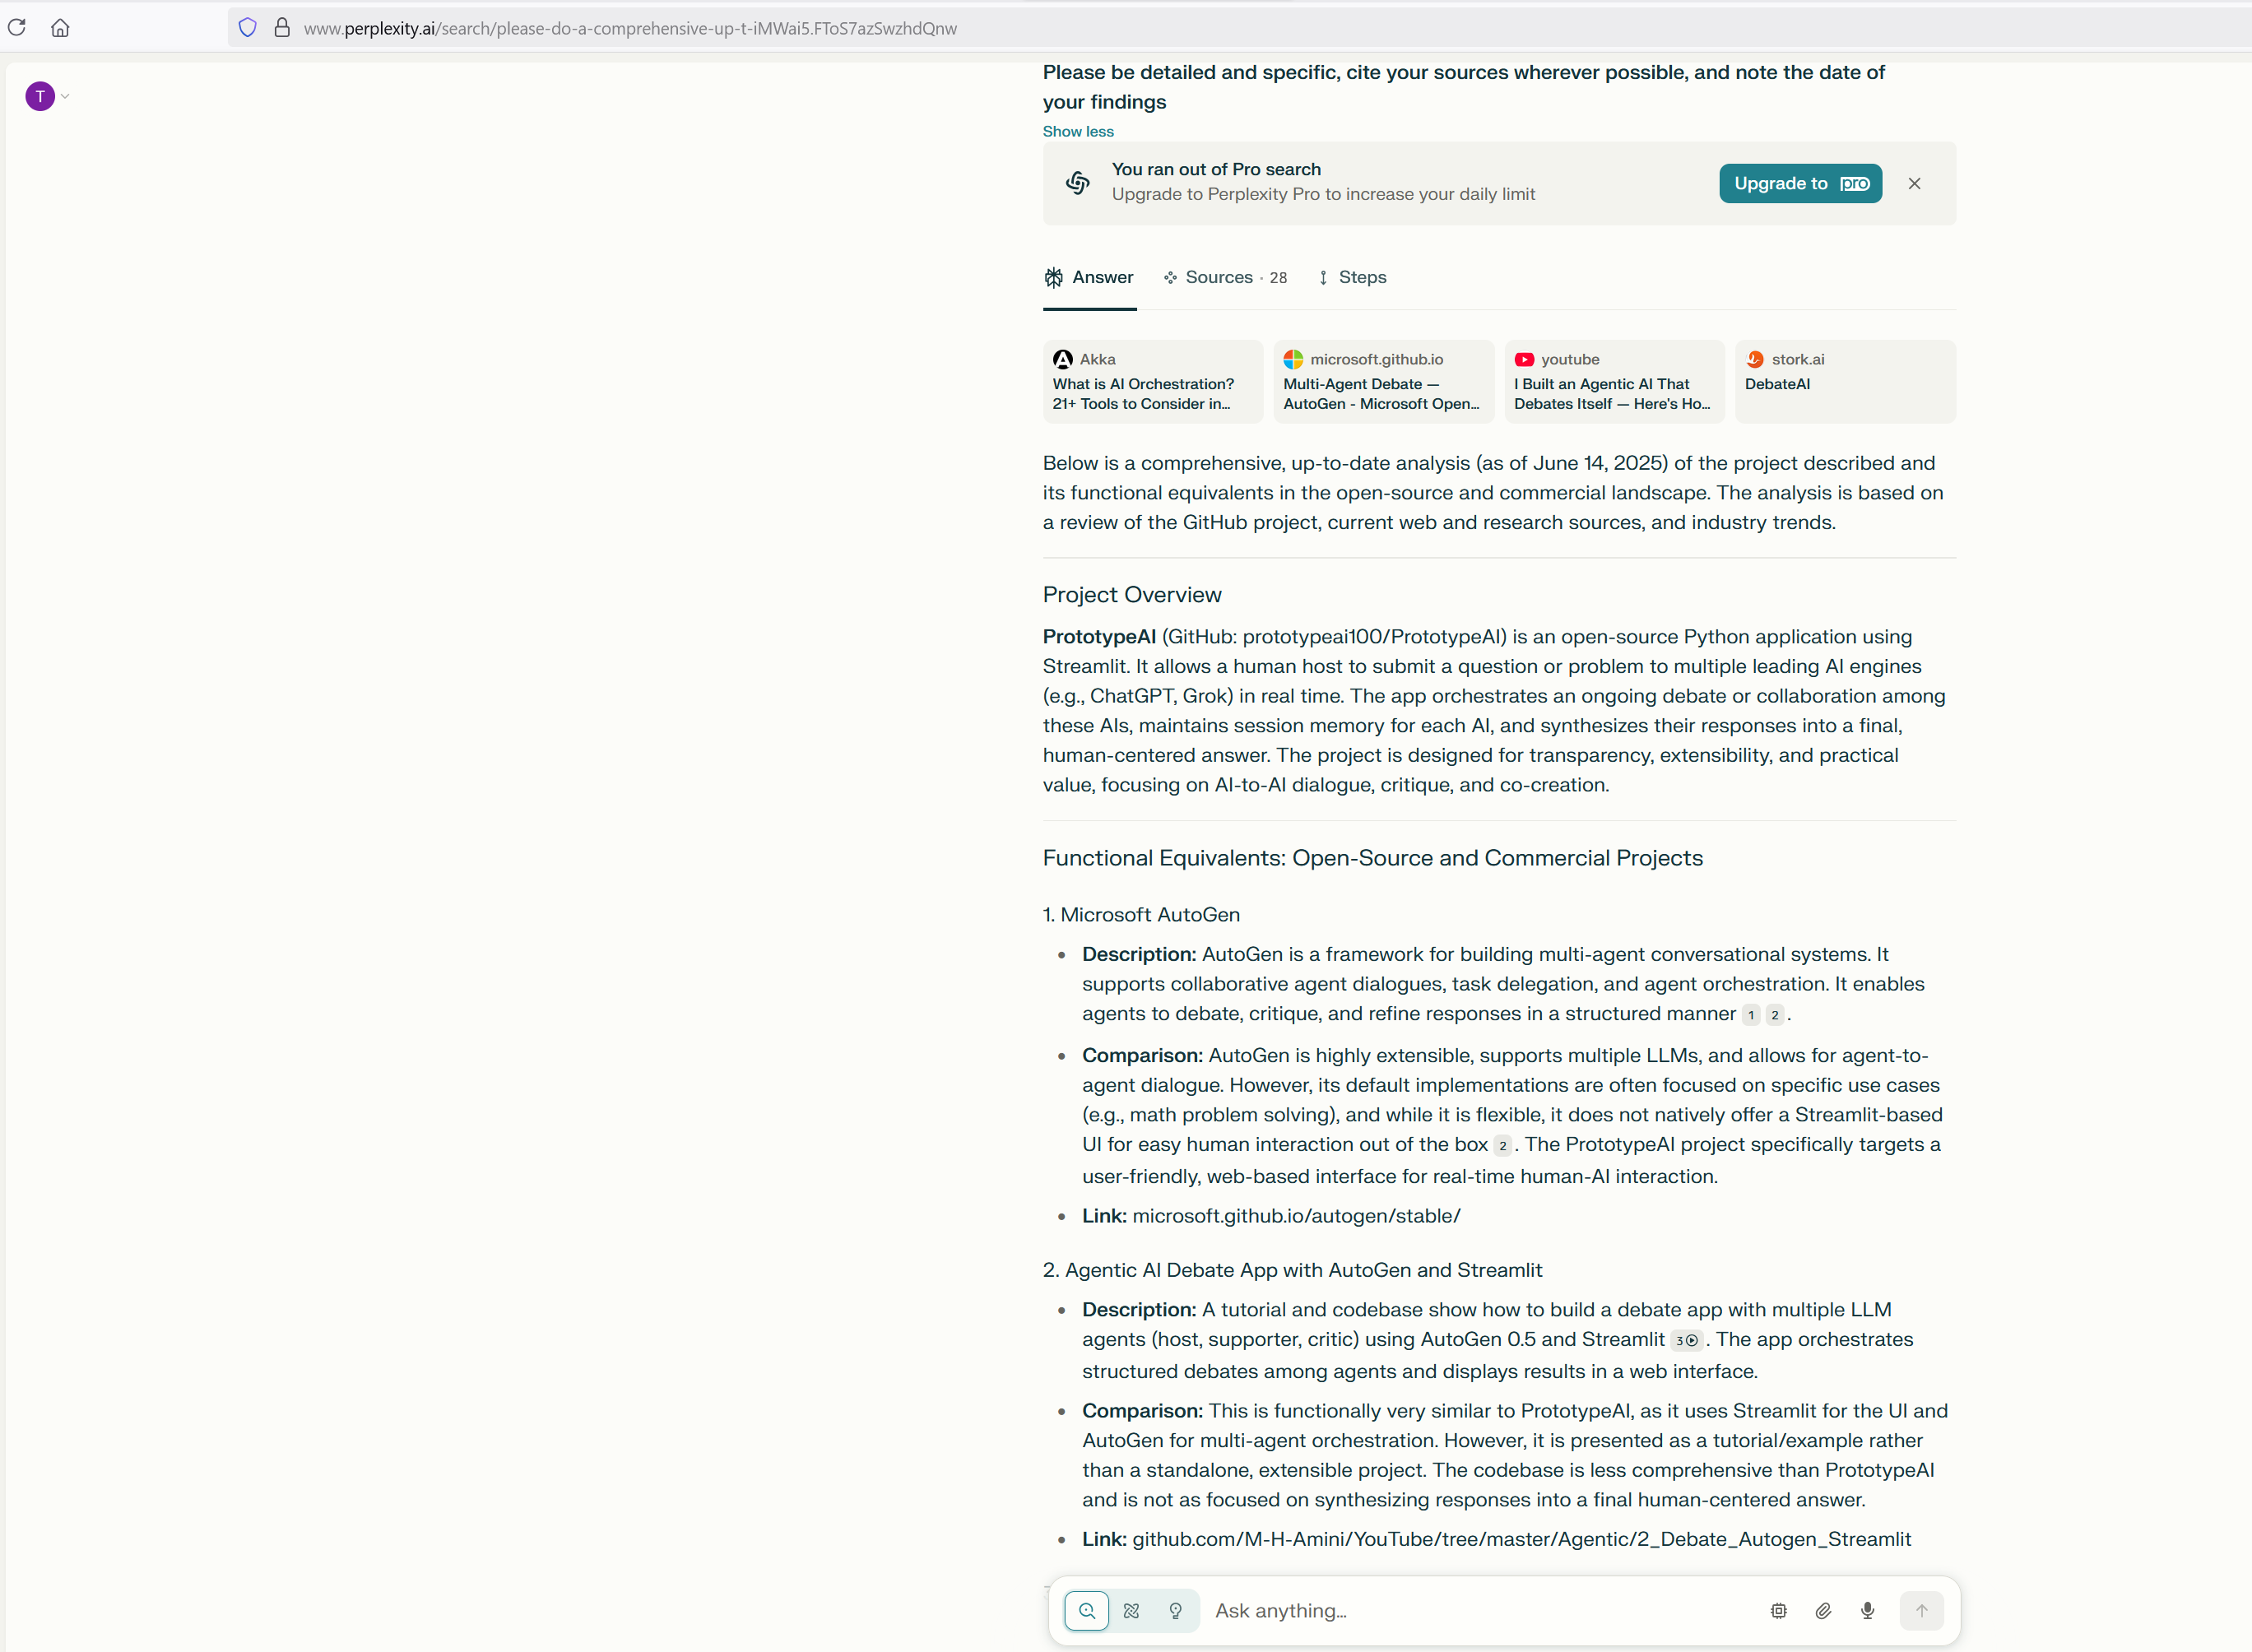 www.perplexity.ai/search/please-do-a-comprehensive-up-t-iMWai5.FToS7azSwzhdQnw
T
Please be detailed and specific, cite your sources wherever possible, and note the date of
your findings
Show less
You ran out of Pro search
Upgrade to Perplexity Pro to increase your daily limit
Upgrade to pro
Answer
Sources · 28
Steps
Akka
What is AI Orchestration?
21+ Tools to Consider in...
microsoft.github.io
Multi-Agent Debate —
AutoGen - Microsoft Open...
youtube
I Built an Agentic AI That
Debates Itself — Here's Ho...
stork.ai
DebateAI
Below is a comprehensive, up-to-date analysis (as of June 14, 2025) of the project described and
its functional equivalents in the open-source and commercial landscape. The analysis is based on
a review of the GitHub project, current web and research sources, and industry trends.
Project Overview
PrototypeAI (GitHub: prototypeai100/PrototypeAI) is an open-source Python application using
Streamlit. It allows a human host to submit a question or problem to multiple leading AI engines
(e.g., ChatGPT, Grok) in real time. The app orchestrates an ongoing debate or collaboration among
these AIs, maintains session memory for each AI, and synthesizes their responses into a final,
human-centered answer. The project is designed for transparency, extensibility, and practical
value, focusing on AI-to-AI dialogue, critique, and co-creation.
Functional Equivalents: Open-Source and Commercial Projects
1. Microsoft AutoGen
• Description: AutoGen is a framework for building multi-agent conversational systems. It
supports collaborative agent dialogues, task delegation, and agent orchestration. It enables
agents to debate, critique, and refine responses in a structured manner 1 2 .
• Comparison: AutoGen is highly extensible, supports multiple LLMs, and allows for agent-to-
agent dialogue. However, its default implementations are often focused on specific use cases
(e.g., math problem solving), and while it is flexible, it does not natively offer a Streamlit-based
UI for easy human interaction out of the box 2 . The PrototypeAI project specifically targets a
user-friendly, web-based interface for real-time human-AI interaction.
• Link: microsoft.github.io/autogen/stable/
2. Agentic AI Debate App with AutoGen and Streamlit
• Description: A tutorial and codebase show how to build a debate app with multiple LLM
agents (host, supporter, critic) using AutoGen 0.5 and Streamlit 3 . The app orchestrates
structured debates among agents and displays results in a web interface.
• Comparison: This is functionally very similar to PrototypeAI, as it uses Streamlit for the UI and
AutoGen for multi-agent orchestration. However, it is presented as a tutorial/example rather
than a standalone, extensible project. The codebase is less comprehensive than PrototypeAI
and is not as focused on synthesizing responses into a final human-centered answer.
• Link: github.com/M-H-Amini/YouTube/tree/master/Agentic/2_Debate_Autogen_Streamlit
Ask anything...